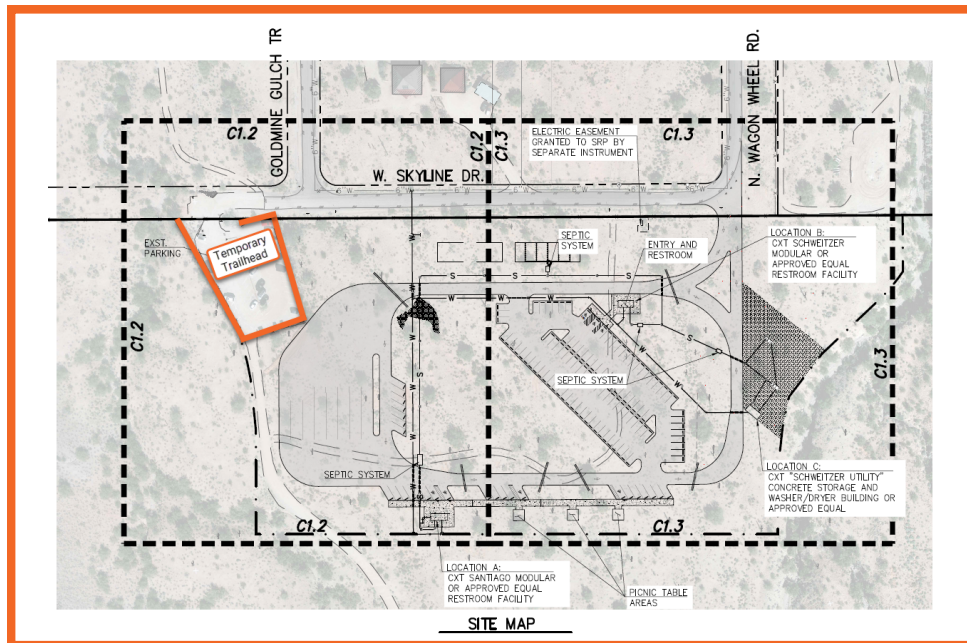 GOLDMINE GULCH TR
N. WAGON WHEEL RD.
C1.2
C1.2
C1.3
C1.3
ELECTRIC EASEMENT
GRANTED TO SRP BY
SEPARATE INSTRUMENT
W. SKYLINE DR.
EXST.
PARKING
Temporary
Trailhead
SEPTIC
SYSTEM
ENTRY AND
RESTROOM
LOCATION B:
CXT SCHWEITZER
MODULAR OR
APPROVED EQUAL
RESTROOM FACILITY
C1.2
C1.3
SEPTIC SYSTEM
SEPTIC SYSTEM
LOCATION C:
CXT "SCHWEITZER UTILITY"
CONCRETE STORAGE AND
WASHER/DRYER BUILDING OR
APPROVED EQUAL
C1.2
C1.3
LOCATION A:
CXT SANTIAGO MODULAR
OR APPROVED EQUAL
RESTROOM FACILITY
PICNIC TABLE
AREAS
SITE MAP